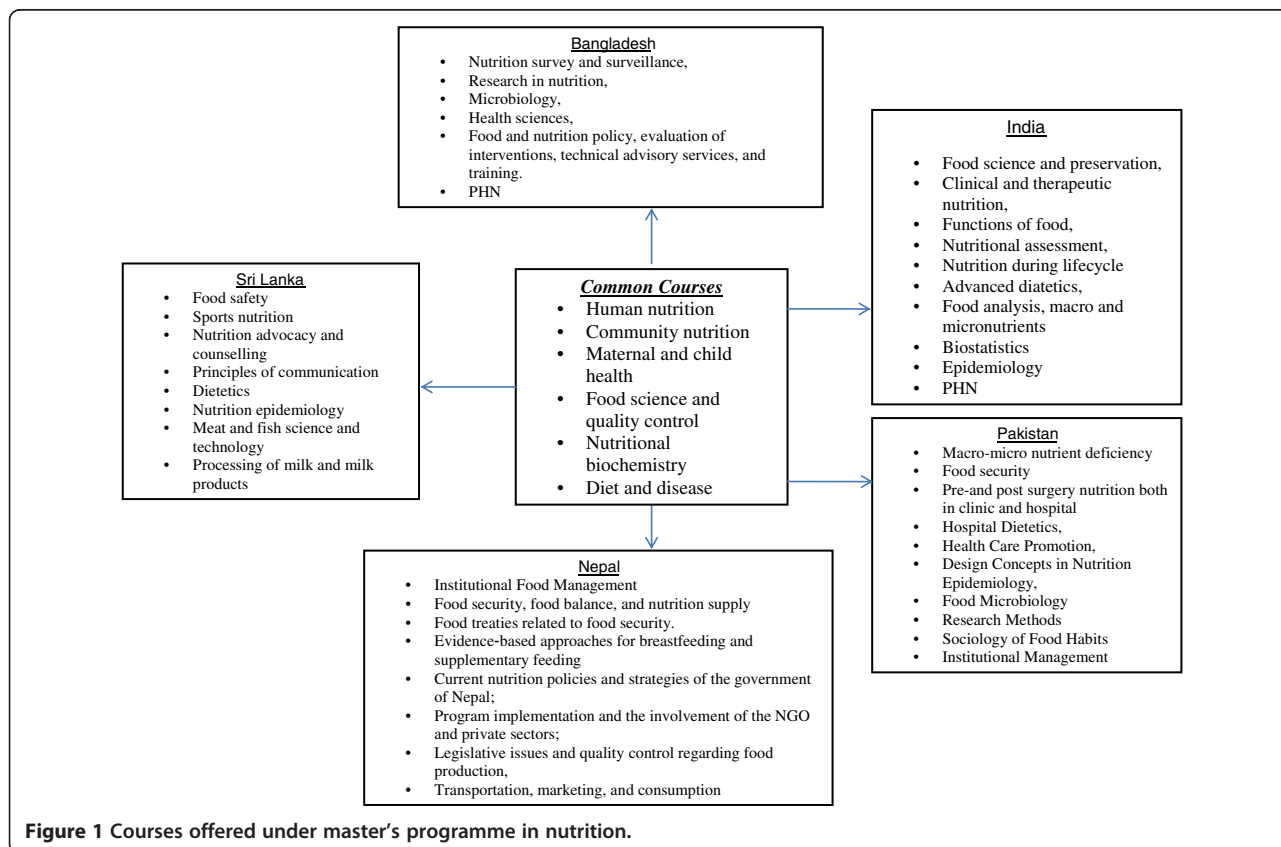 Bangladesh
• Nutrition survey and surveillance,
• Research in nutrition,
• Microbiology,
• Health sciences,
• Food and nutrition policy, evaluation of
interventions, technical advisory services, and
training.
• PHN
India
• Food science and preservation,
• Clinical and therapeutic
nutrition,
• Functions of food,
• Nutritional assessment,
• Nutrition during lifecycle
• Advanced diatetics,
• Food analysis, macro and
micronutrients
• Biostatistics
• Epidemiology
• PHN
Sri Lanka
• Food safety
• Sports nutrition
• Nutrition advocacy and
counselling
• Principles of communication
• Dietetics
• Nutrition epidemiology
• Meat and fish science and
technology
• Processing of milk and milk
products
Common Courses
• Human nutrition
• Community nutrition
• Maternal and child
health
• Food science and
quality control
• Nutritional
biochemistry
• Diet and disease
Pakistan
• Macro-micro nutrient deficiency
• Food security
• Pre-and post surgery nutrition both
in clinic and hospital
• Hospital Dietetics,
• Health Care Promotion,
• Design Concepts in Nutrition
Epidemiology,
• Food Microbiology
• Research Methods
• Sociology of Food Habits
• Institutional Management
Nepal
• Institutional Food Management
• Food security, food balance, and nutrition supply
• Food treaties related to food security.
• Evidence-based approaches for breastfeeding and
supplementary feeding
• Current nutrition policies and strategies of the government
of Nepal;
• Program implementation and the involvement of the NGO
and private sectors;
• Legislative issues and quality control regarding food
production,
• Transportation, marketing, and consumption
Figure 1 Courses offered under master's programme in nutrition.